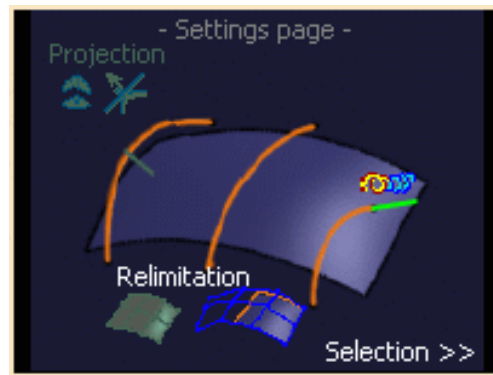 - Settings page -
Projection
Relimitation
Selection >>